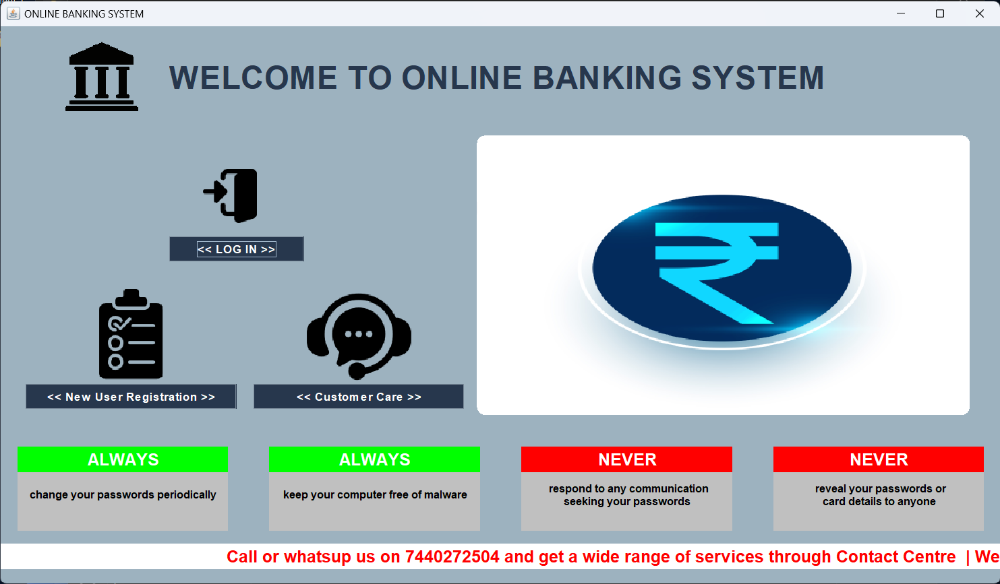 ONLINE BANKING SYSTEM
WELCOME TO ONLINE BANKING SYSTEM
<< LOG IN >>
<< New User Registration >>
<< Customer Care >>
ALWAYS
change your passwords periodically
ALWAYS
keep your computer free of malware
NEVER
respond to any communication
seeking your passwords
NEVER
reveal your passwords or
card details to anyone
Call or whatsup us on 7440272504 and get a wide range of services through Contact Centre | We